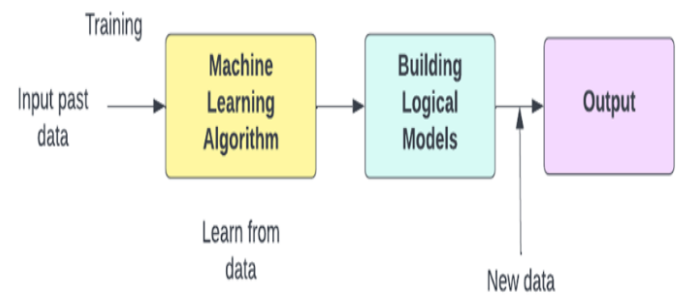 Training
Input past
data
Machine
Learning
Algorithm
Building
Logical
Models
Output
Learn from
data
New data